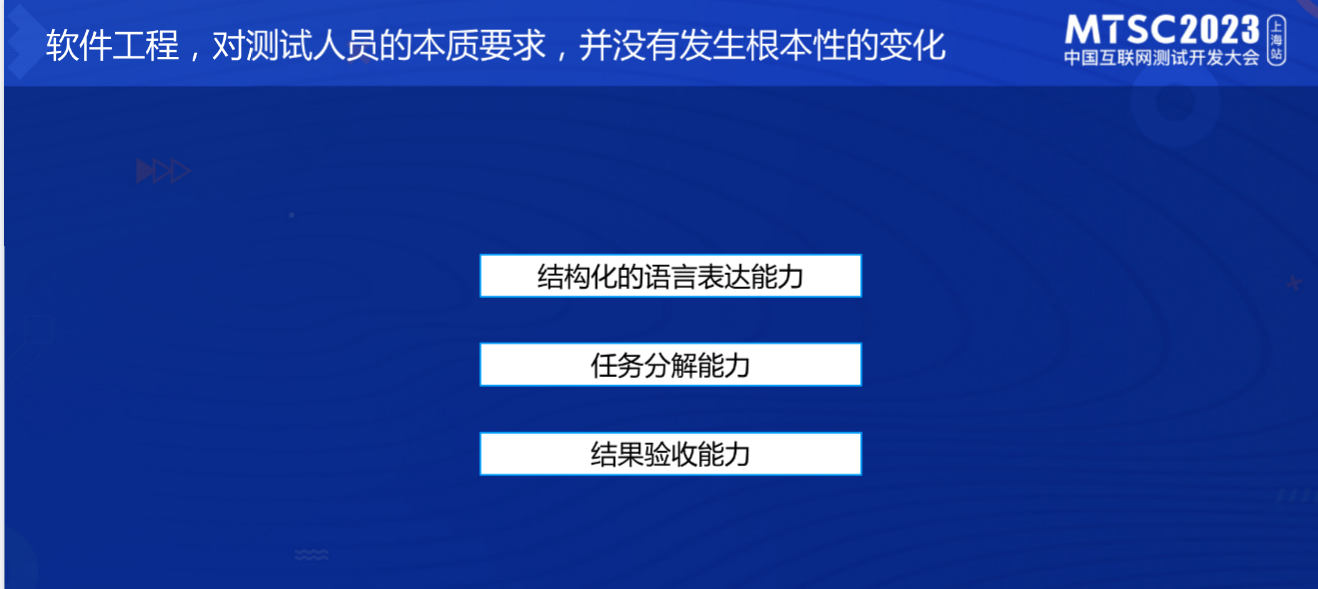 软件工程，对测试人员的本质要求，并没有发生根本性的变化
MTSC2023
中国互联网测试开发大会
上海站
结构化的语言表达能力
任务分解能力
结果验收能力